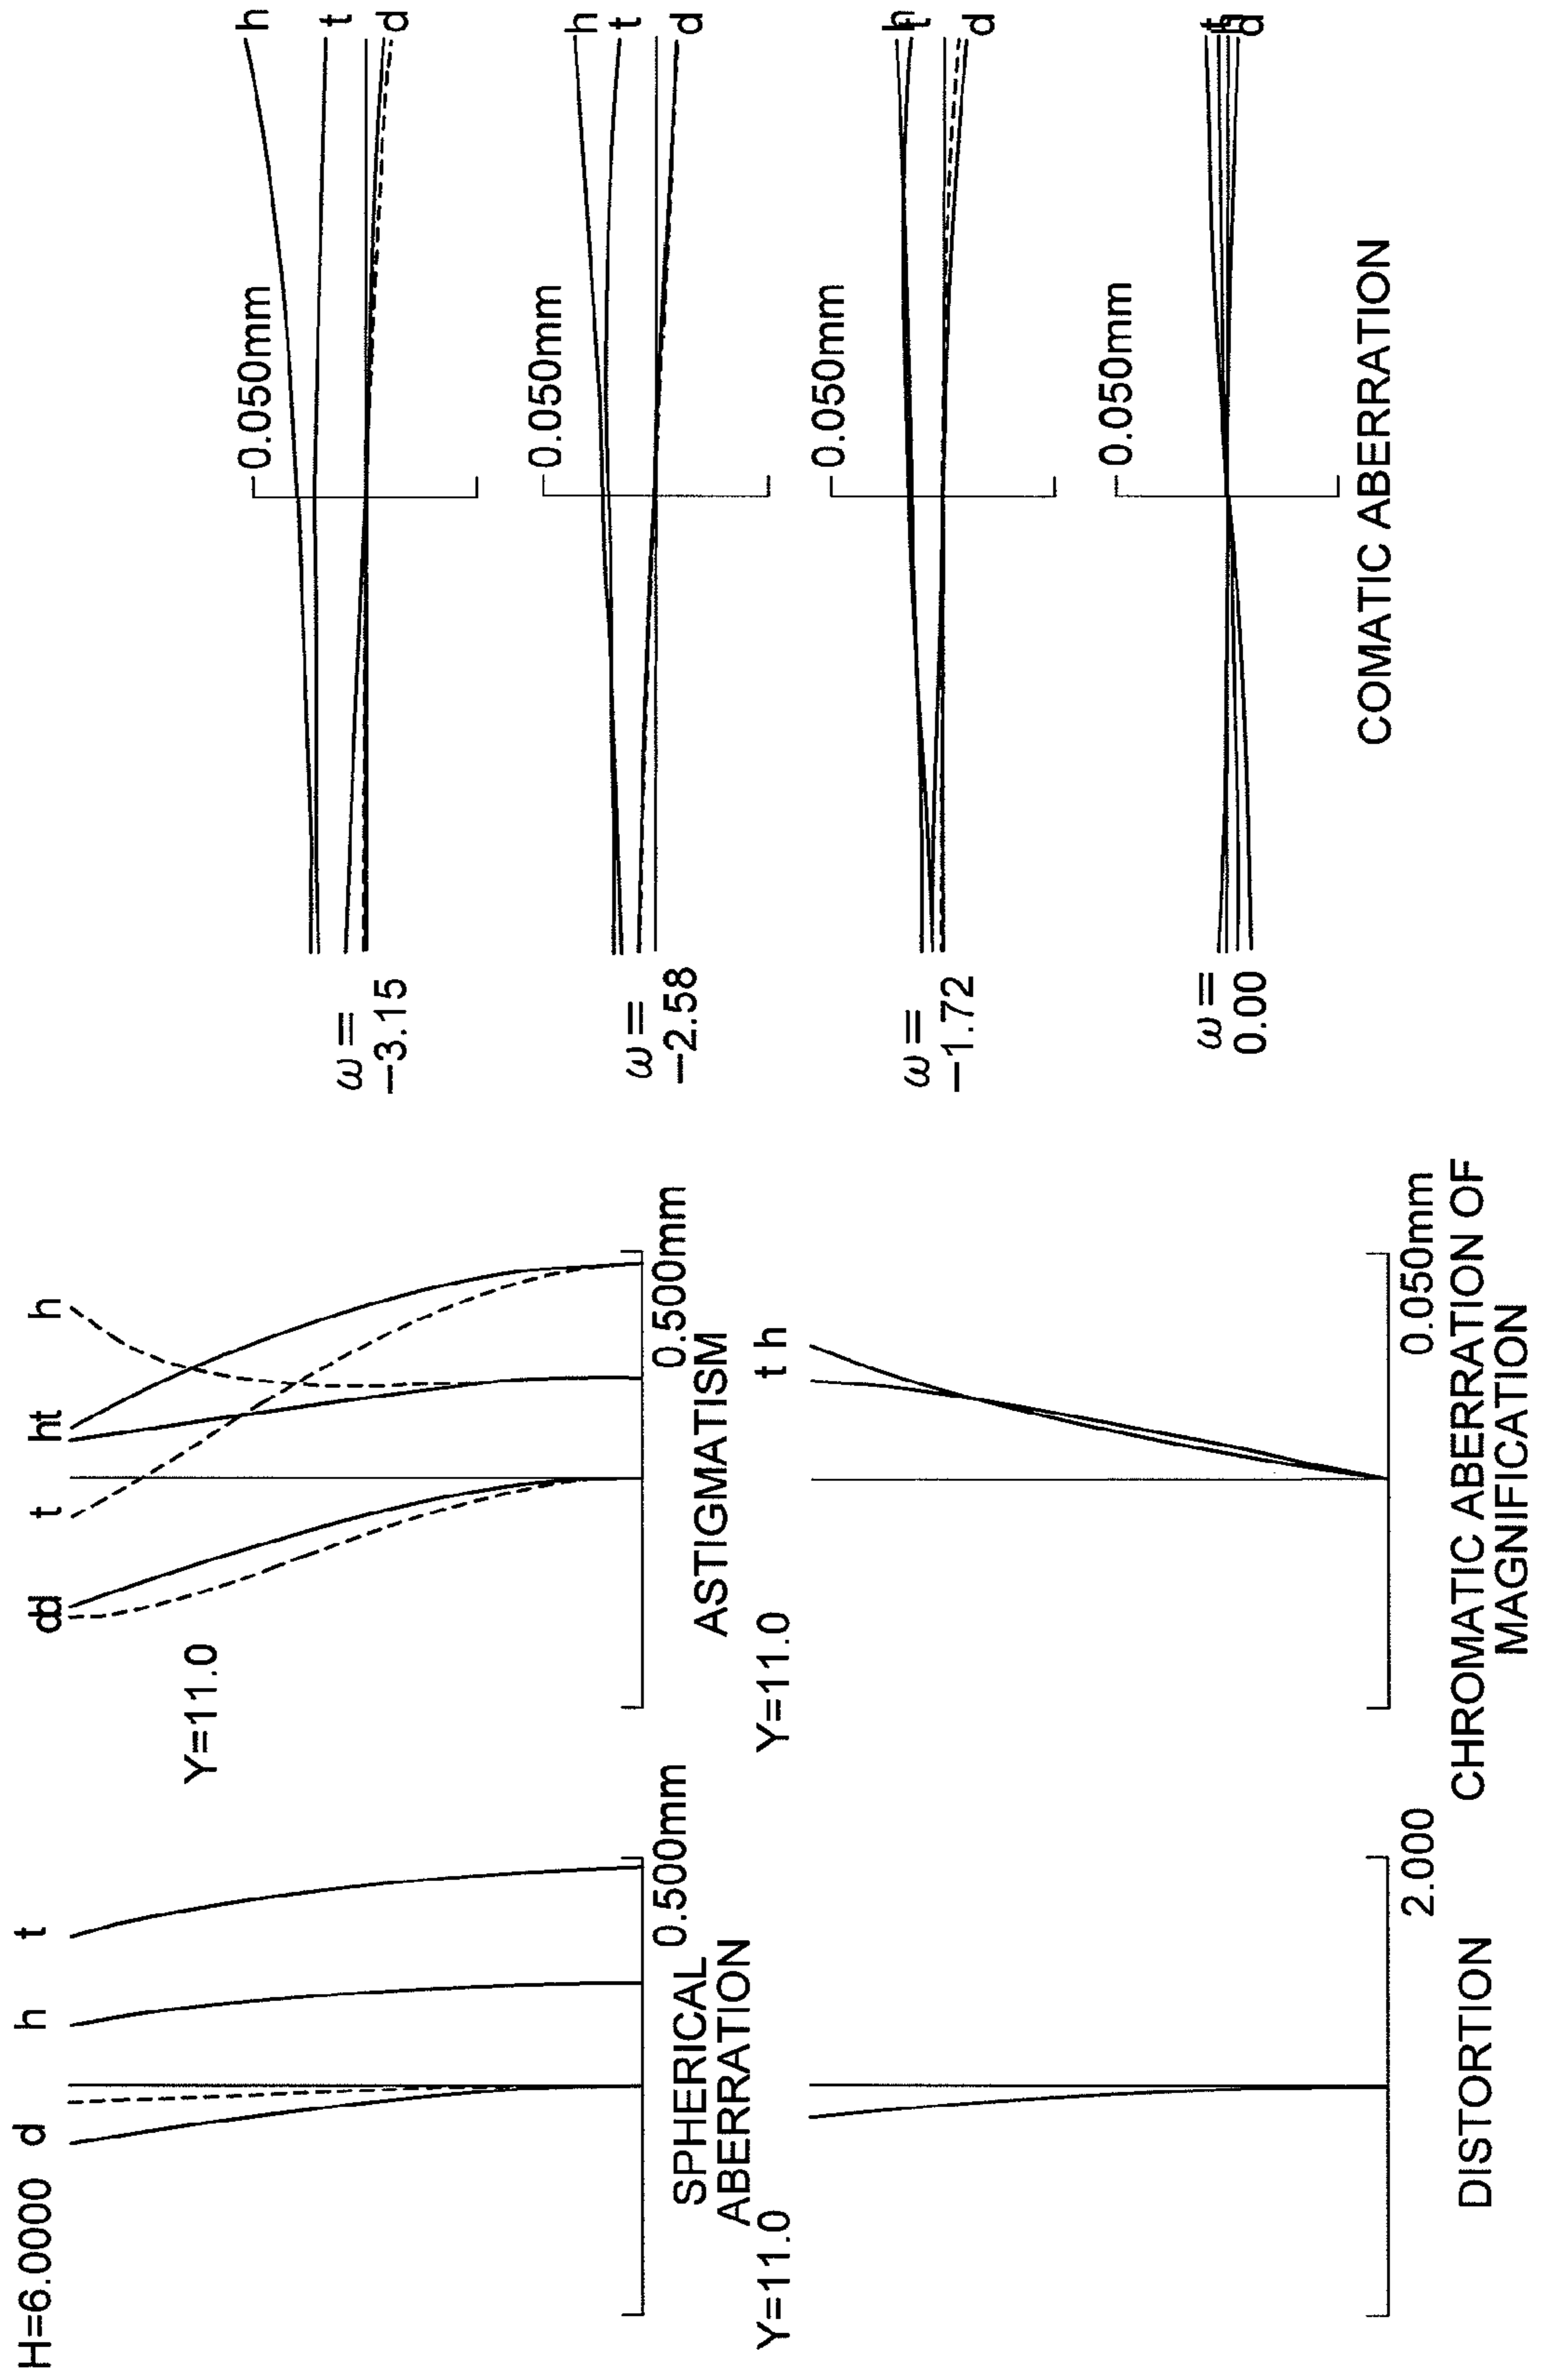 H=6.0000 d h t
0.500mm
SPHERICAL
ABERRATION
Y=11.0
dd t ht h
0.500mm
ASTIGMATISM
Y=11.0
2.000
DISTORTION
Y=11.0
t h
0.050mm
CHROMATIC ABERRATION OF
MAGNIFICATION
ω=
−3.15
0.050mm
h
t
d
ω=
−2.58
0.050mm
h
t
d
ω=
−1.72
0.050mm
h
t
d
ω=
0.00
0.050mm
t
h
d
COMATIC ABERRATION